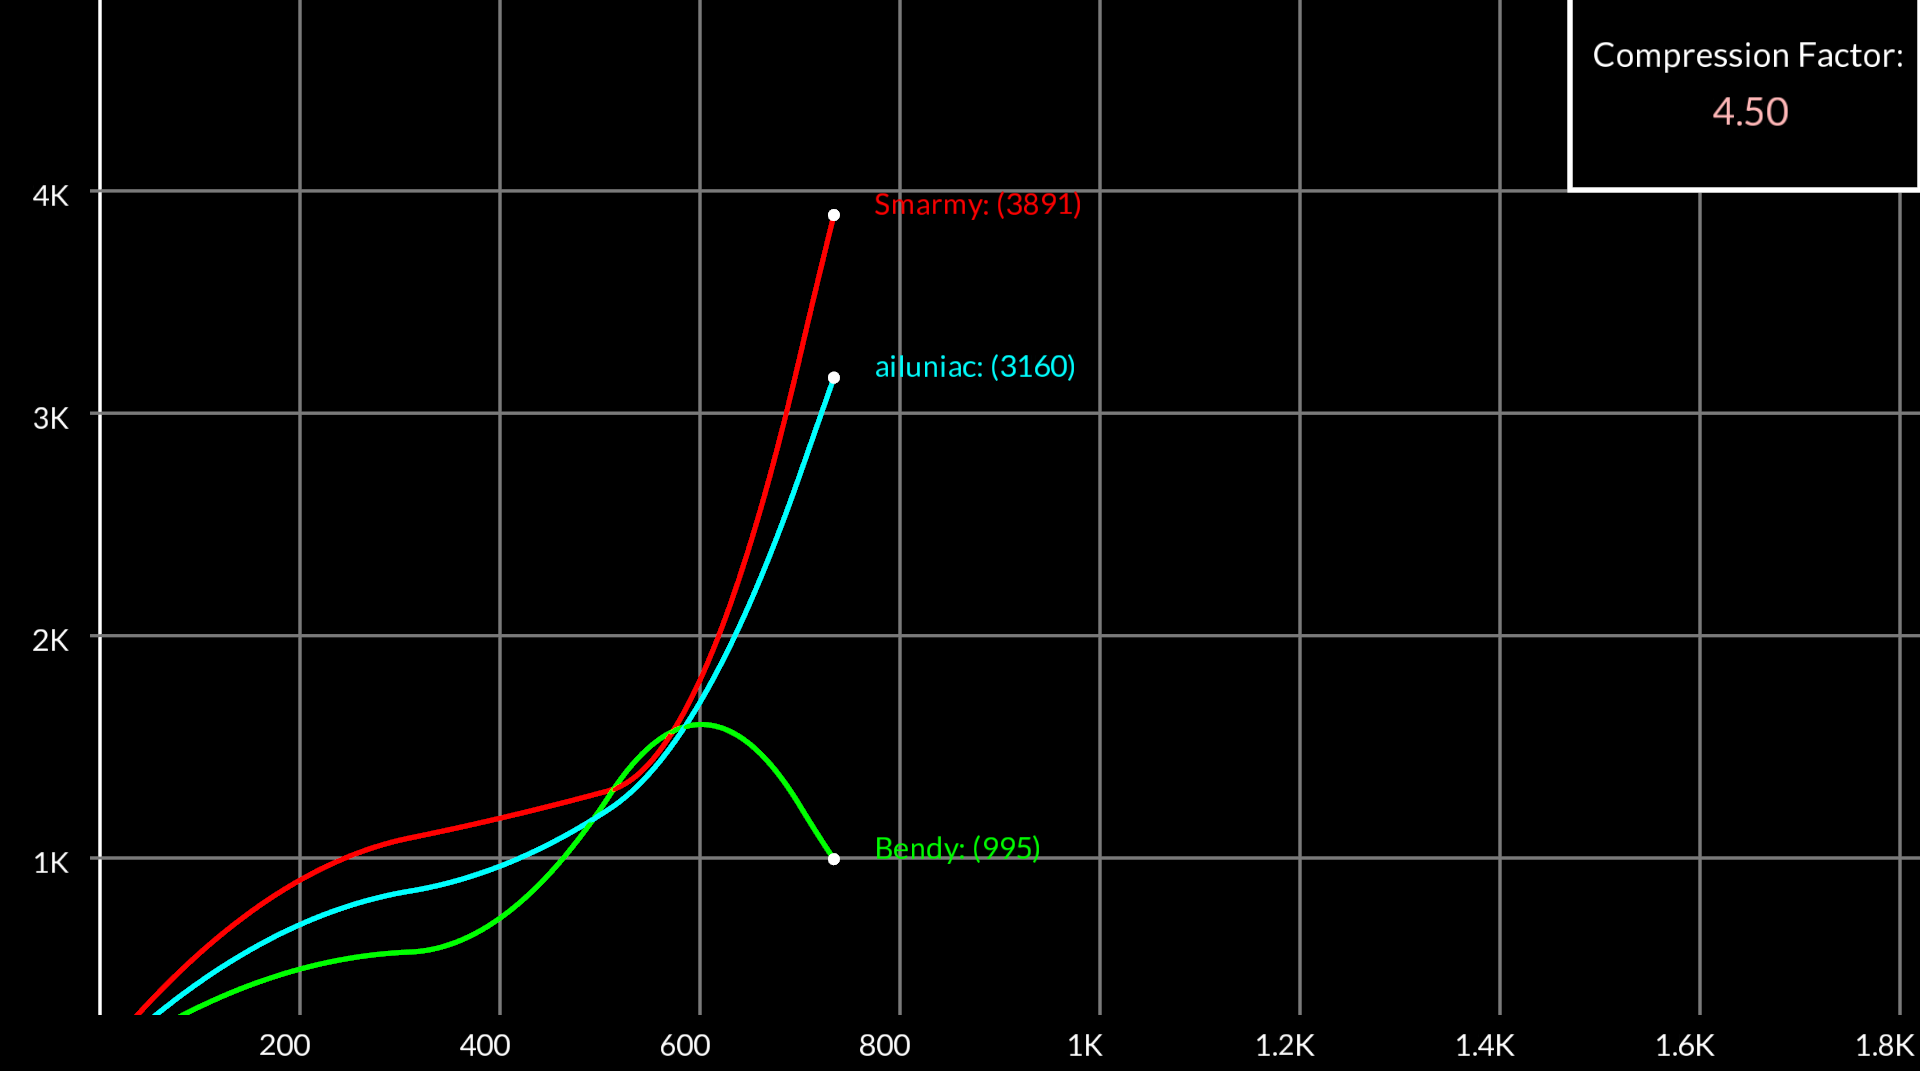 Compression Factor:
4.50
4K
Smarmy: (3891)
ailuniac: (3160)
3K
2K
Bendy: (995)
1K
200 400 600 800 1K 1.2K 1.4K 1.6K 1.8K